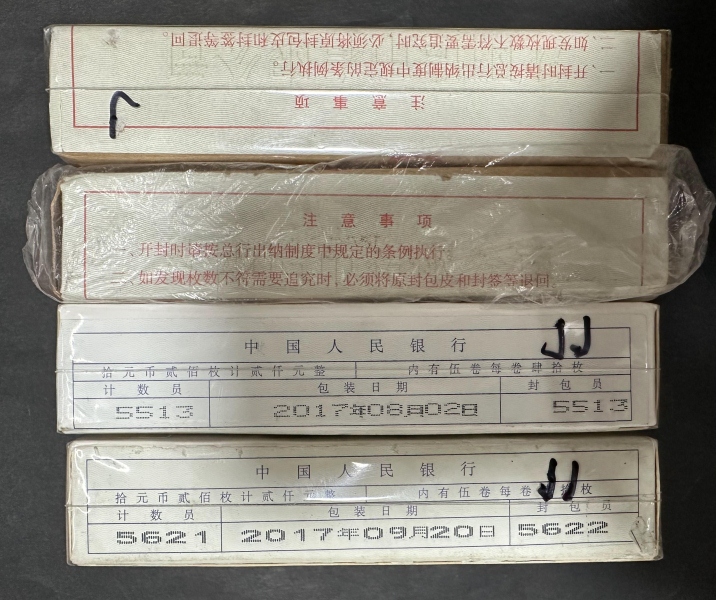 注意事项
一、开封时请按总行出纳制度中规定的条例执行。
二、如发现枚数不符需要追究时，必须将原封包皮和封签等退回。
注意事项
一、开封时请按总行出纳制度中规定的条例执行。
二、如发现枚数不符需要追究时，必须将原封包皮和封签等退回。
中国人民银行
拾元币贰佰枚计贰仟元整 内有伍卷每卷肆拾枚
计数员 包装日期 封包员
5513 2017年08月02日 5513
中国人民银行
拾元币贰佰枚计贰仟元整 内有伍卷每卷 拾枚
计数员 包装日期 封包员
5621 2017年09月20日 5622